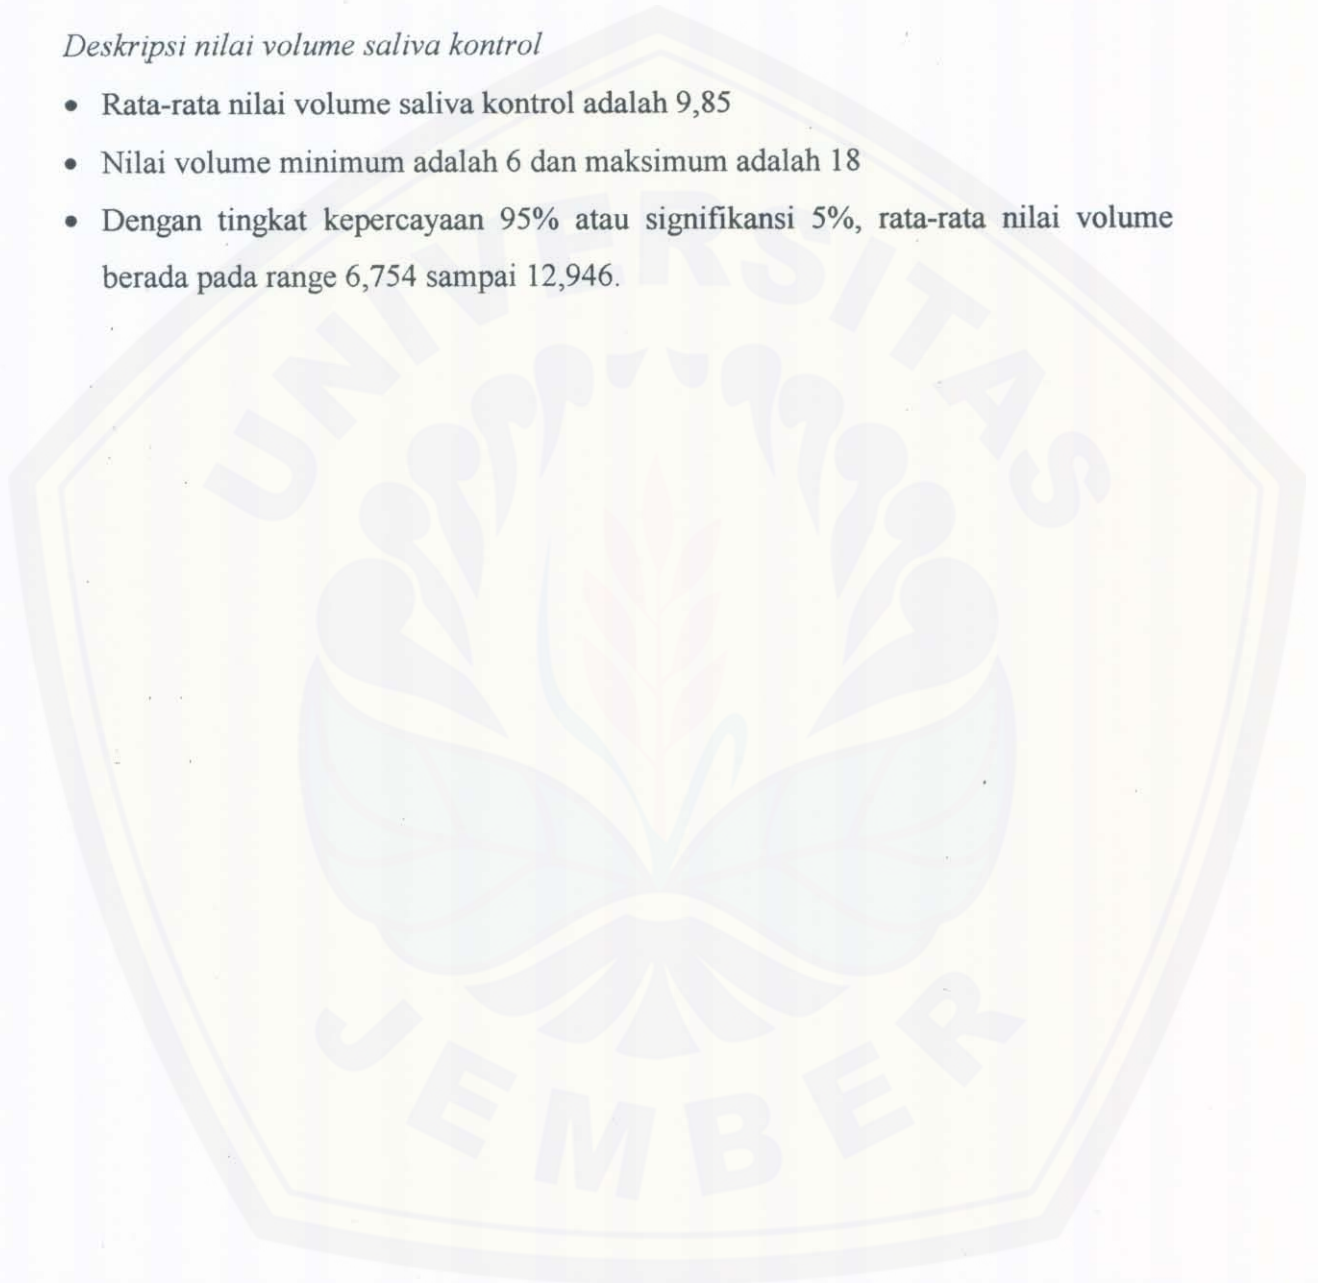 Deskripsi nilai volume saliva kontrol
• Rata-rata nilai volume saliva kontrol adalah 9,85
• Nilai volume minimum adalah 6 dan maksimum adalah 18
• Dengan tingkat kepercayaan 95% atau signifikansi 5%, rata-rata nilai volume
berada pada range 6,754 sampai 12,946.
UNIVERSITAS
JEMBER